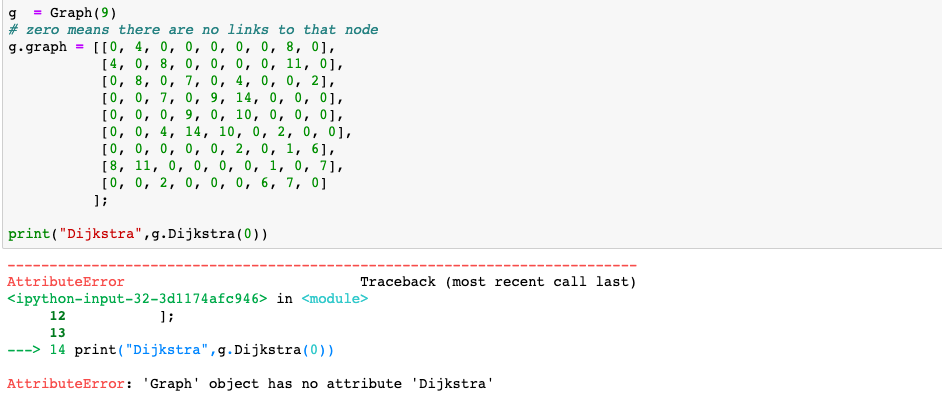 g  = Graph(9)
# zero means there are no links to that node
g.graph = [[0, 4, 0, 0, 0, 0, 0, 8, 0],
           [4, 0, 8, 0, 0, 0, 0, 11, 0],
           [0, 8, 0, 7, 0, 4, 0, 0, 2],
           [0, 0, 7, 0, 9, 14, 0, 0, 0],
           [0, 0, 0, 9, 0, 10, 0, 0, 0],
           [0, 0, 4, 14, 10, 0, 2, 0, 0],
           [0, 0, 0, 0, 0, 2, 0, 1, 6],
           [8, 11, 0, 0, 0, 0, 1, 0, 7],
           [0, 0, 2, 0, 0, 0, 6, 7, 0]
          ];
print("Dijkstra",g.Dijkstra(0))
---------------------------------------------------------------------------
AttributeError                            Traceback (most recent call last)
<ipython-input-32-3d1174afc946> in <module>
     12           ];
     13
---> 14 print("Dijkstra",g.Dijkstra(0))
AttributeError: 'Graph' object has no attribute 'Dijkstra'